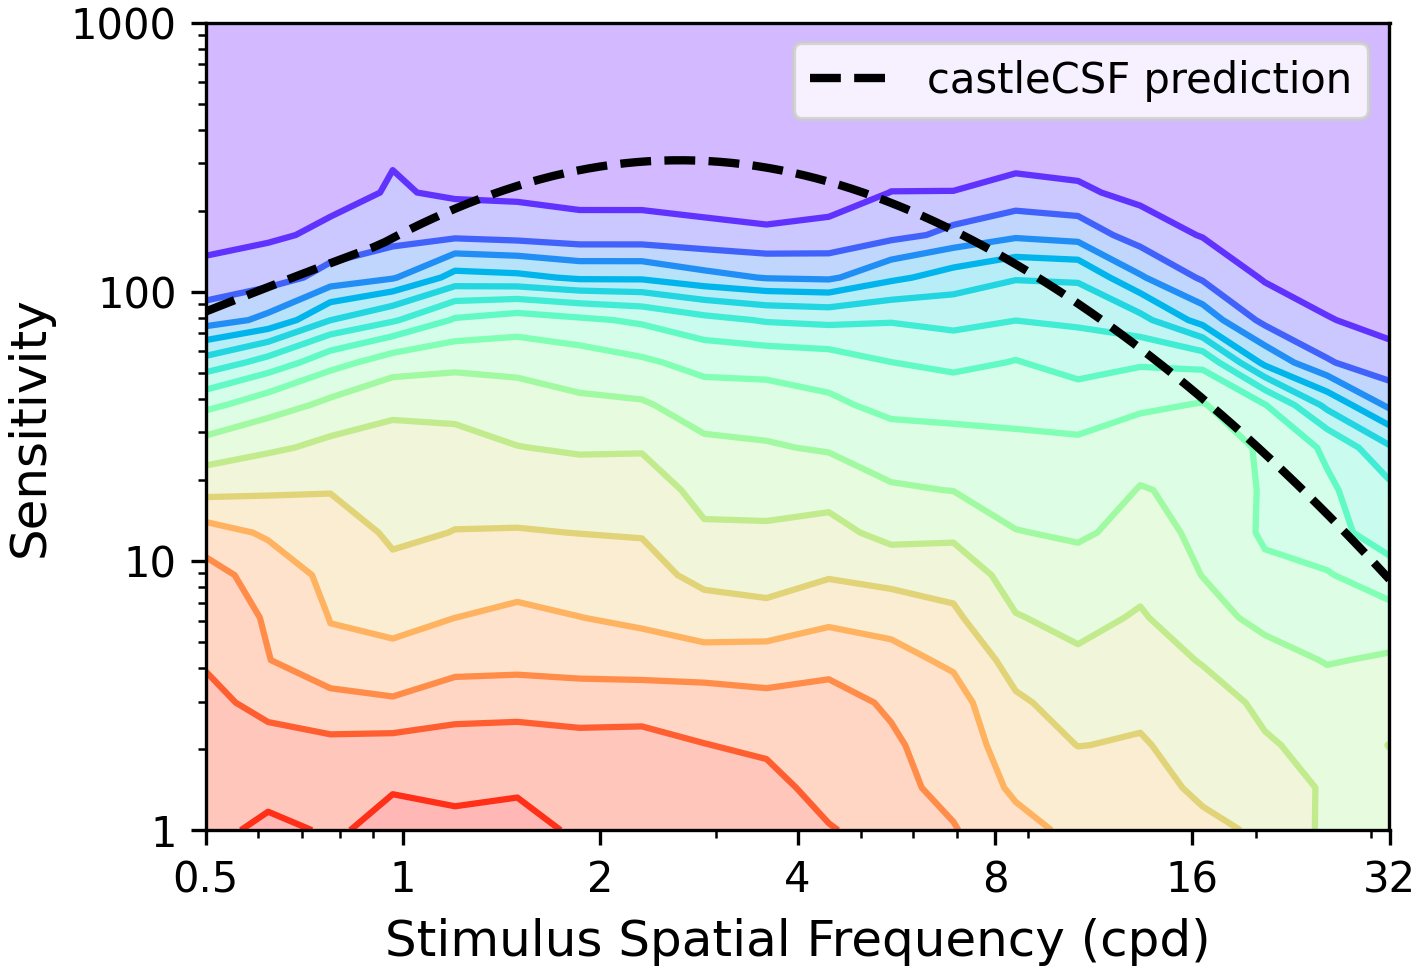 1000
castleCSF prediction
100
Sensitivity
10
1
0.5 1 2 4 8 16 32
Stimulus Spatial Frequency (cpd)